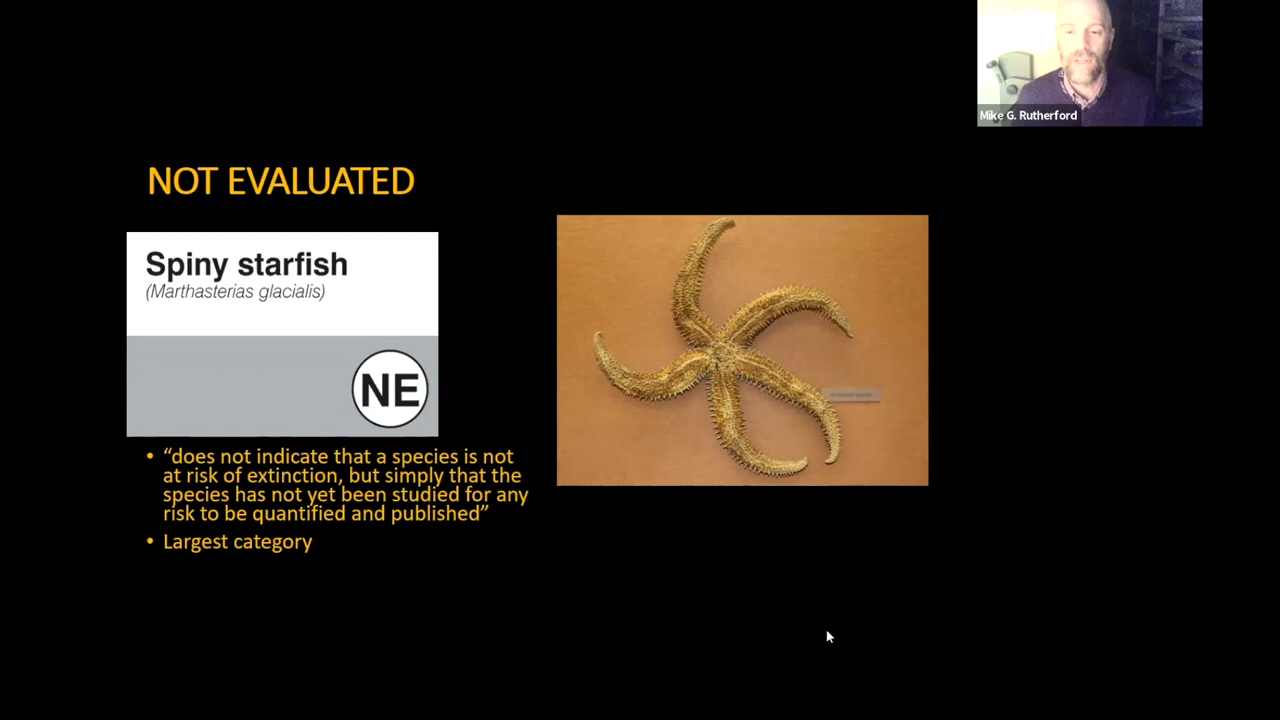 Mike G. Rutherford
NOT EVALUATED
Spiny starfish
(Marthasterias glacialis)
NE
• “does not indicate that a species is not
at risk of extinction, but simply that the
species has not yet been studied for any
risk to be quantified and published”
• Largest category